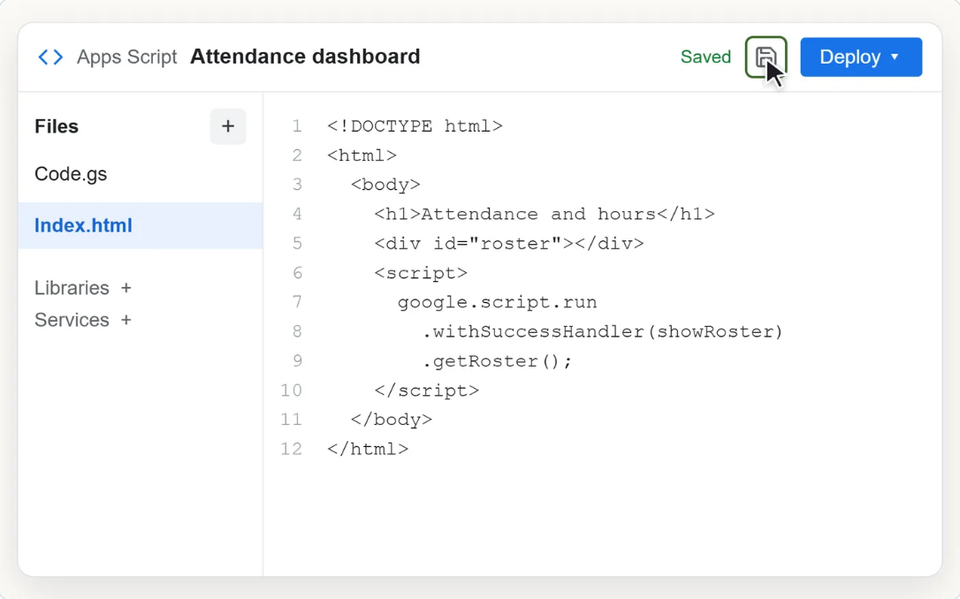 Apps Script Attendance dashboard Saved Deploy
Files +
Code.gs
Index.html
Libraries +
Services +
1 <!DOCTYPE html>
2 <html>
3   <body>
4     <h1>Attendance and hours</h1>
5     <div id="roster"></div>
6     <script>
7       google.script.run
8         .withSuccessHandler(showRoster)
9         .getRoster();
10     </script>
11   </body>
12 </html>